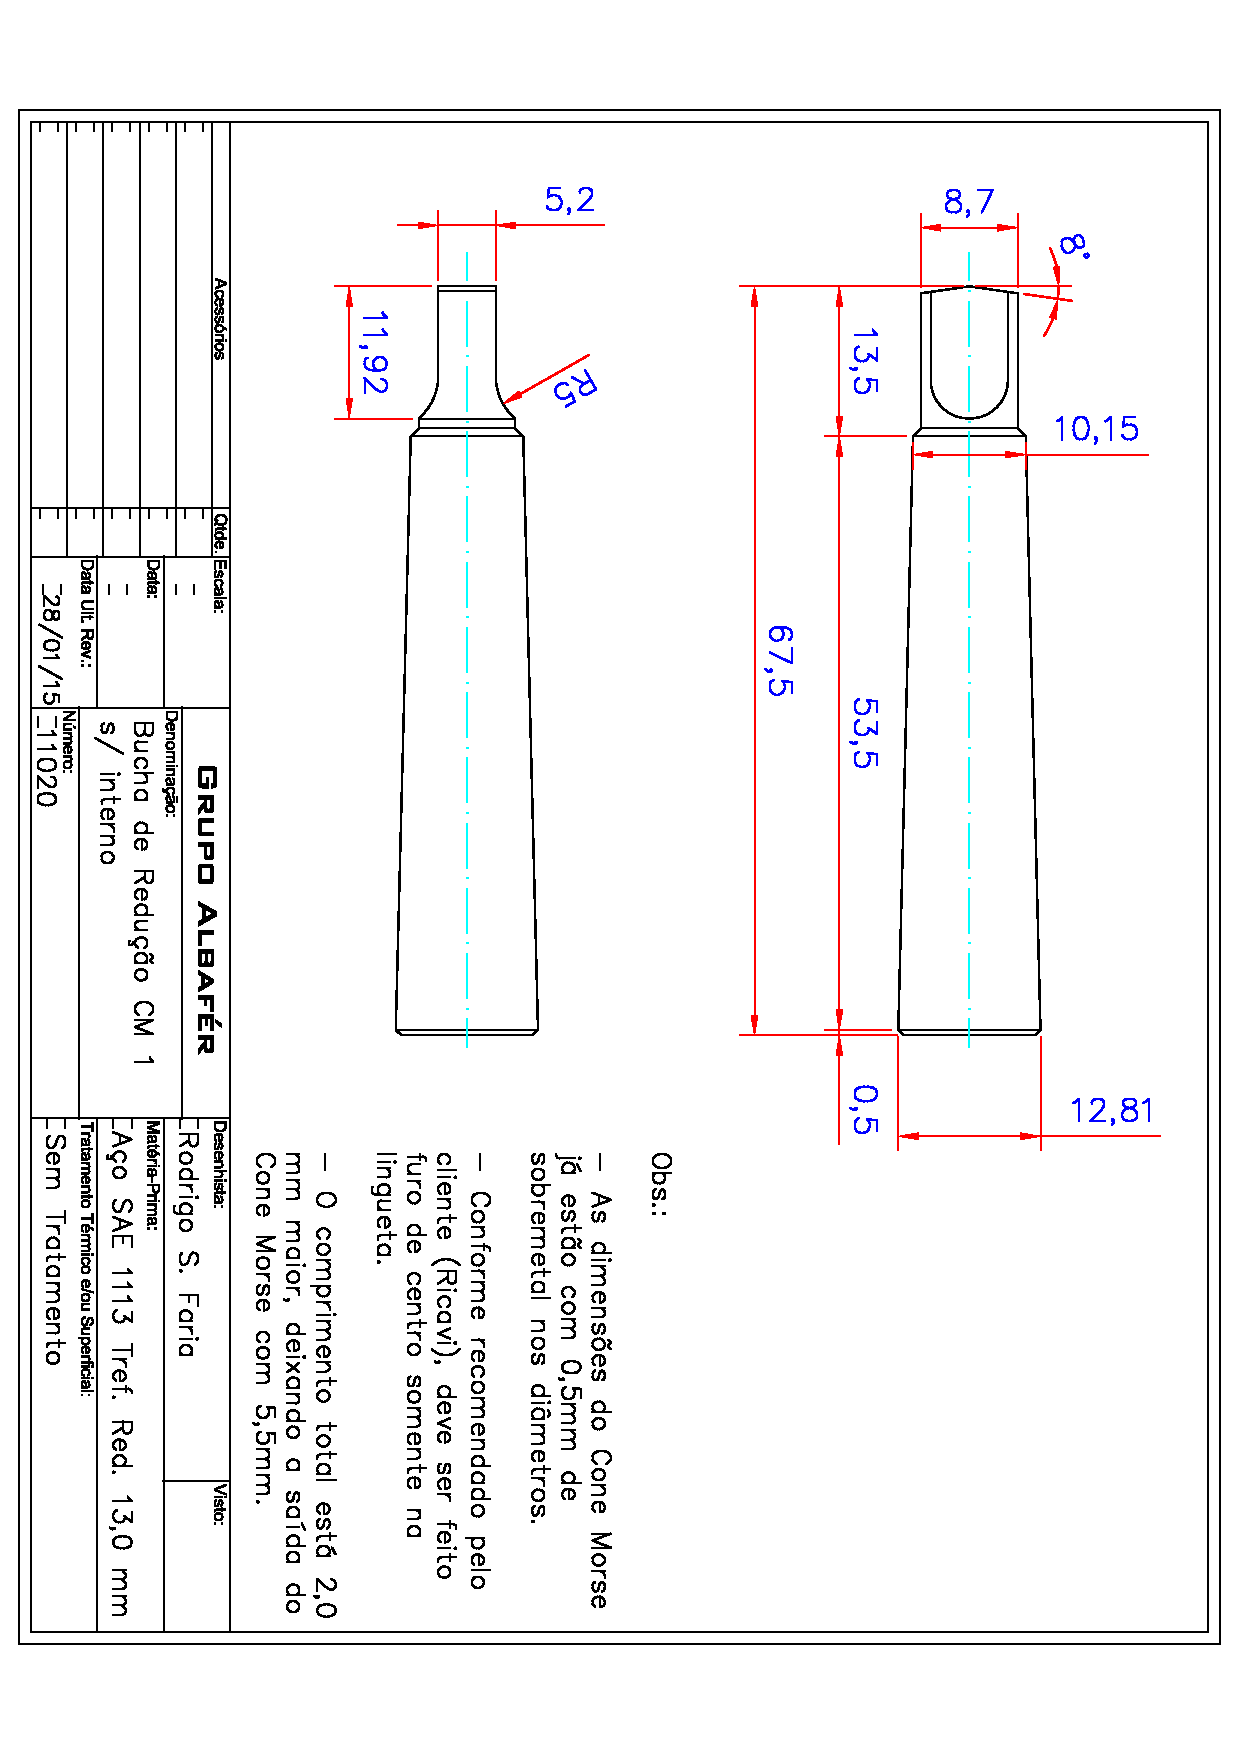 5,2
8,7
8°
11,92
R5
13,5
10,15
67,5
53,5
0,5
12,81
Obs.:
– As dimensões do Cone Morse
já estão com 0,5mm de
sobremetal nos diâmetros.
– Conforme recomendado pelo
cliente (Ricavi), deve ser feito
furo de centro somente na
lingueta.
– O comprimento total está 2,0
mm maior, deixando a saída do
Cone Morse com 5,5mm.
Acessórios
Qtde.
Escala:
–
–
Data:
–
–
Data Ult. Rev.:
28/01/15
GRUPO ALBAFÉR
Denominação:
Bucha de Redução CM 1
s/ interno
Número:
11020
Desenhista:
Rodrigo S. Faria
Visto:
Matéria-Prima:
Aço SAE 1113 Tref. Red. 13,0 mm
Tratamento Térmico e/ou Superficial:
Sem Tratamento